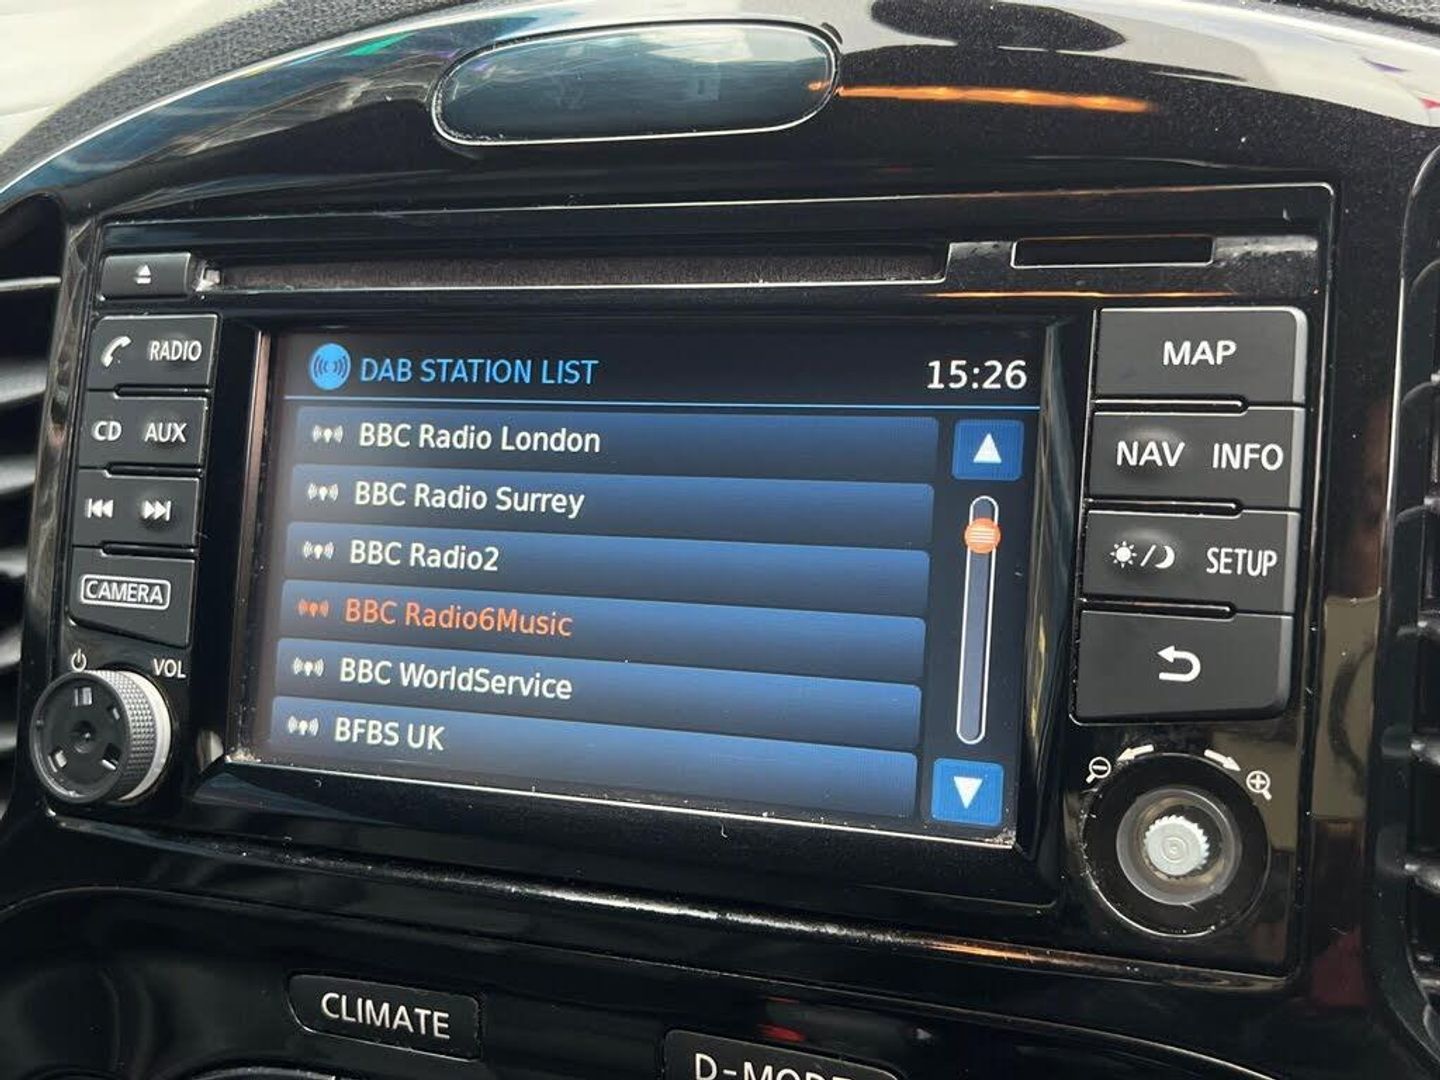 RADIO
CD AUX
CAMERA
VOL
DAB STATION LIST 15:26
BBC Radio London
BBC Radio Surrey
BBC Radio2
BBC Radio6Music
BBC WorldService
BFBS UK
MAP
NAV INFO
SETUP
CLIMATE
D-MODE